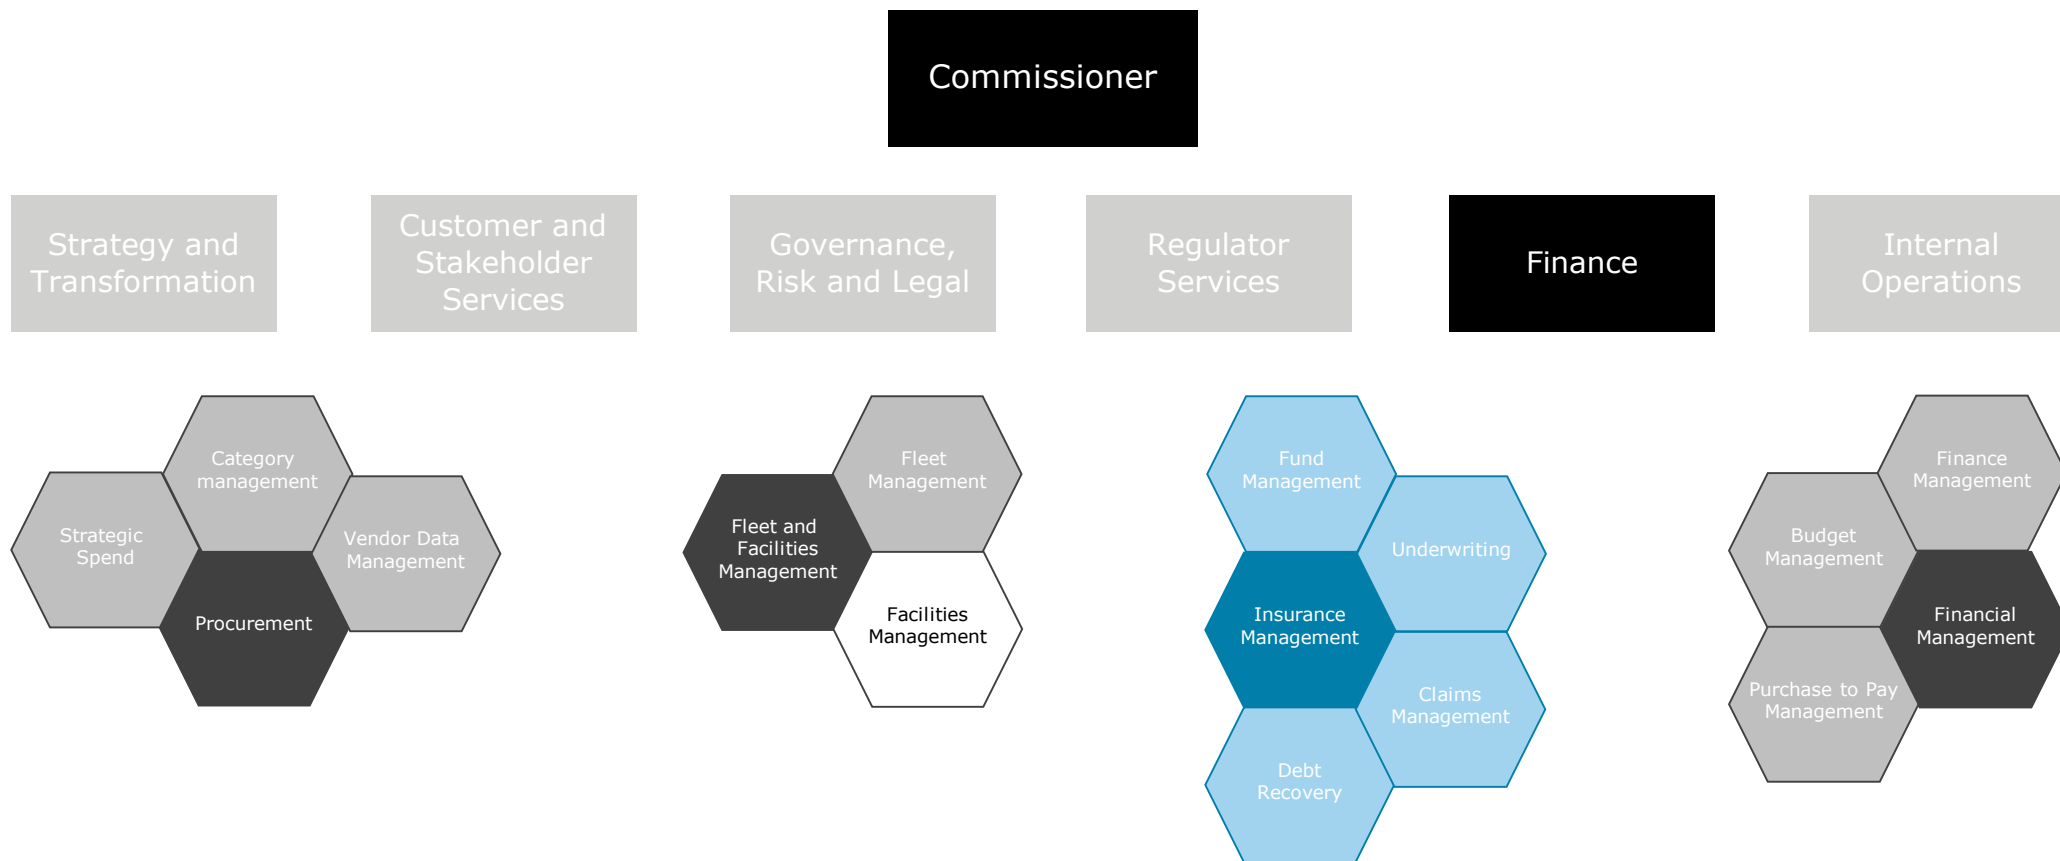 Commissioner
Strategy and
Transformation
Customer and
Stakeholder
Services
Governance,
Risk and Legal
Regulator
Services
Finance
Internal
Operations
Category
management
Strategic
Spend
Vendor Data
Management
Procurement
Fleet
Management
Fleet and
Facilities
Management
Facilities
Management
Fund
Management
Underwriting
Insurance
Management
Claims
Management
Debt
Recovery
Finance
Management
Budget
Management
Financial
Management
Purchase to Pay
Management